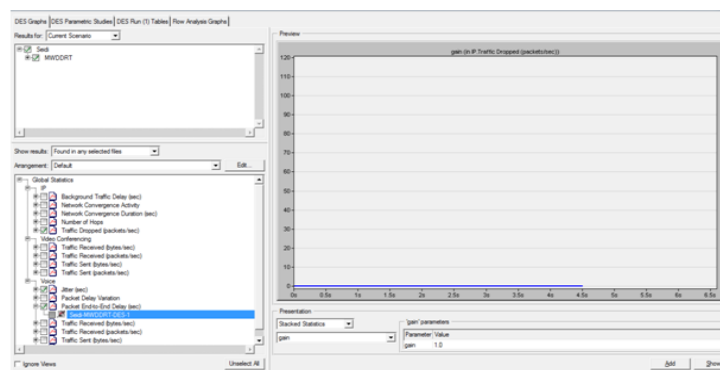 DES Graphs DES Parametric Studies DES Run (1) Tables Flow Analysis Graphs
Results for: Current Scenario
Seidi
MWDDRT
Show results: Found in any selected files
Arrangement: Default Edit...
Global Statistics
IP
Background Traffic Delay (sec)
Network Convergence Activity
Network Convergence Duration (sec)
Number of Hops
Traffic Dropped (packets/sec)
Video Conferencing
Traffic Received (bytes/sec)
Traffic Received (packets/sec)
Traffic Sent (bytes/sec)
Traffic Sent (packets/sec)
Voice
Jitter (sec)
Packet Delay Variation
Packet End-to-End Delay (sec)
Seidi-MWDDRT-DES-1
Traffic Received (bytes/sec)
Traffic Received (packets/sec)
Traffic Sent (bytes/sec)
Ignore Views Unselect All
Preview
gain (in IP.Traffic Dropped (packets/sec))
120
110
100
90
80
70
60
50
40
30
20
10
0
0s 0.5s 1s 1.5s 2s 2.5s 3s 3.5s 4s 4.5s 5s 5.5s 6s 6.5s
Presentation
Stacked Statistics
gain
'gain' parameters
Parameter Value
gain 1.0
Add Show